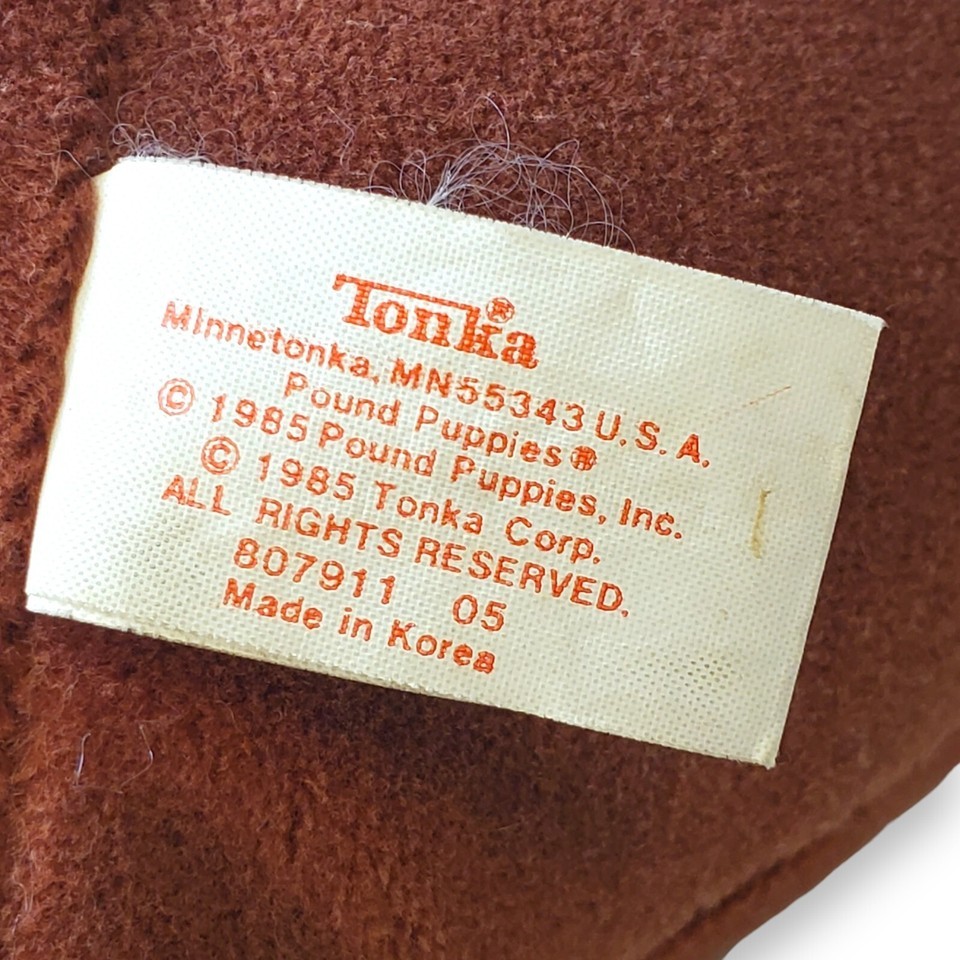 Tonka®
Minnetonka, MN55343 U.S.A.
Pound Puppies®
© 1985 Pound Puppies, Inc.
© 1985 Tonka Corp.
ALL RIGHTS RESERVED.
807911 05
Made in Korea